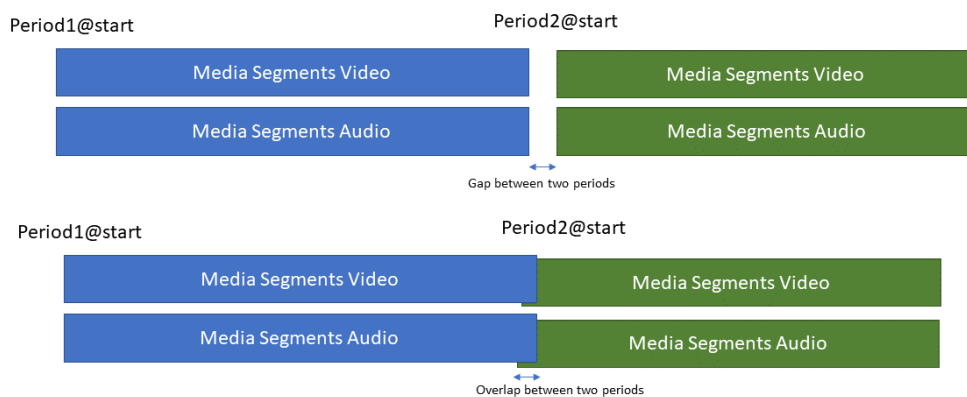 Period1@start
Period2@start
Media Segments Video
Media Segments Video
Media Segments Audio
Media Segments Audio
Gap between two periods
Period1@start
Period2@start
Media Segments Video
Media Segments Video
Media Segments Audio
Media Segments Audio
Overlap between two periods